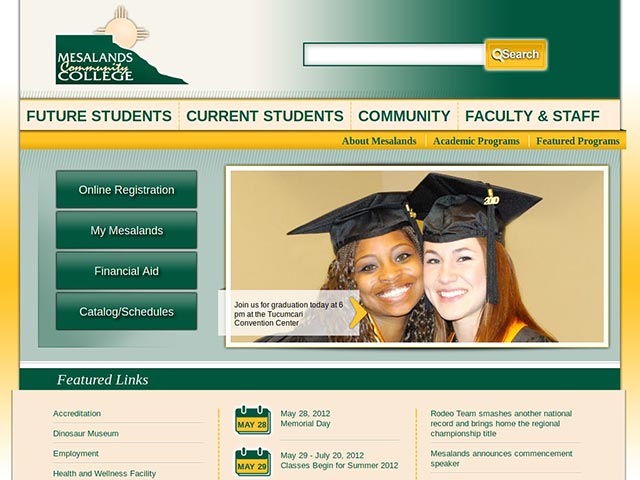 MESALANDS
Community
COLLEGE
Search
FUTURE STUDENTS
CURRENT STUDENTS
COMMUNITY
FACULTY & STAFF
About Mesalands
Academic Programs
Featured Programs
Online Registration
My Mesalands
Financial Aid
Catalog/Schedules
Join us for graduation today at 6
pm at the Tucumcari
Convention Center
Featured Links
Accreditation
Dinosaur Museum
Employment
Health and Wellness Facility
MAY 28
May 28, 2012
Memorial Day
MAY 29
May 29 - July 20, 2012
Classes Begin for Summer 2012
Rodeo Team smashes another national
record and brings home the regional
championship title
Mesalands announces commencement
speaker